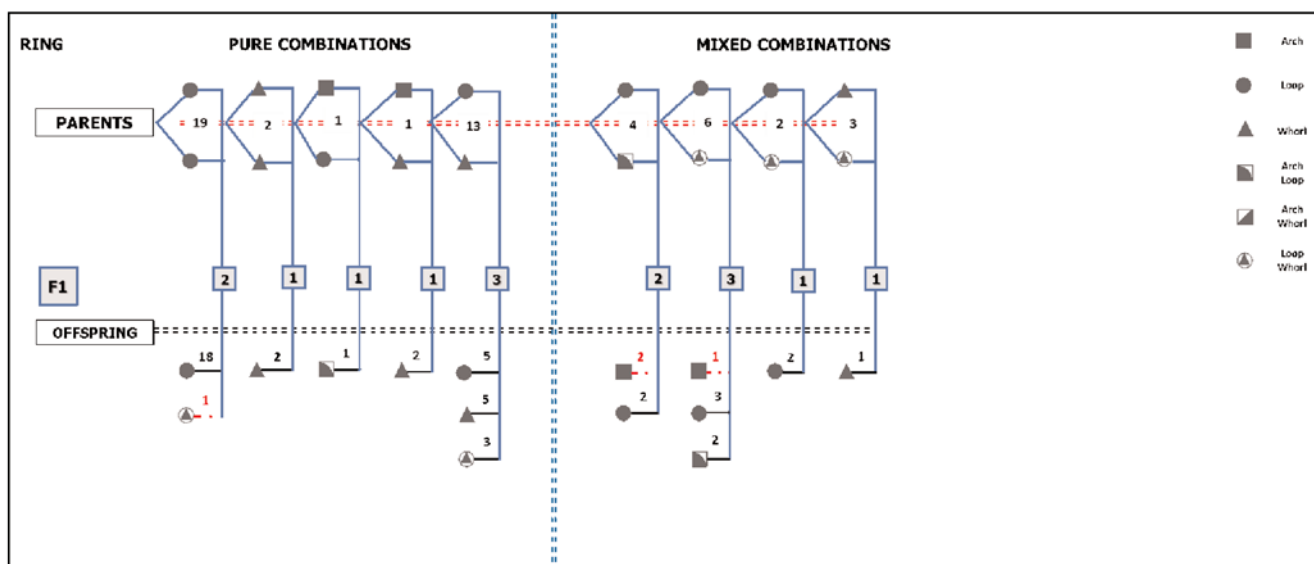 RING
PURE COMBINATIONS
MIXED COMBINATIONS
Arch
Loop
Whorl
Arch
Loop
Arch
Whorl
Loop
Whorl
PARENTS
19 2 1 1 13 4 6 2 3
F1
2 1 1 1 3 2 3 1 1
OFFSPRING
18 2 1 2 5 2 1 2 1
1 5 2 3
3 2